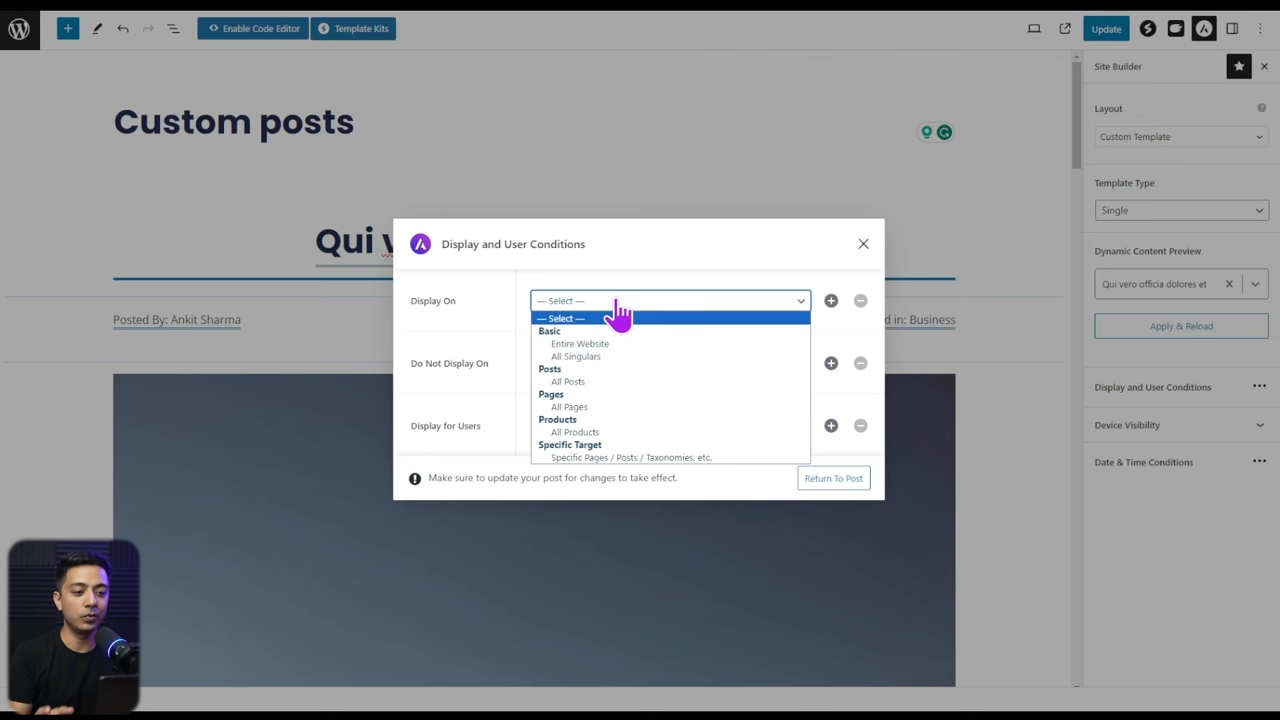 Enable Code Editor
Template Kits
Update
Site Builder
Custom posts
Layout
Custom Template
Template Type
Single
Qui v
Display and User Conditions
Dynamic Content Preview
Qui vero officia dolores et
Display On
— Select —
— Select —
Basic
Entire Website
All Singulars
Posts
All Posts
Pages
All Pages
Products
All Products
Specific Target
Specific Pages / Posts / Taxonomies, etc.
Posted By: Ankit Sharma
d in: Business
Apply & Reload
Do Not Display On
Display for Users
Display and User Conditions
Device Visibility
Date & Time Conditions
Make sure to update your post for changes to take effect.
Return To Post